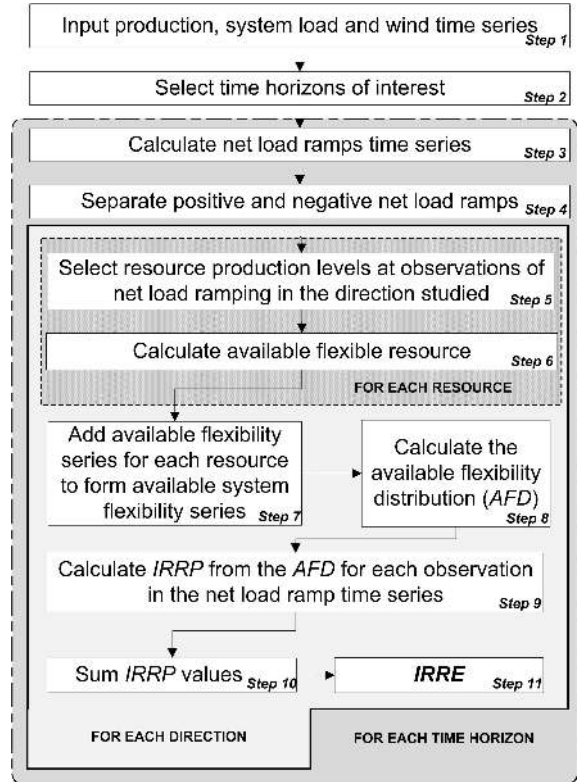 Input production, system load and wind time series
Step 1
Select time horizons of interest
Step 2
Calculate net load ramps time series
Step 3
Separate positive and negative net load ramps
Step 4
Select resource production levels at observations of
net load ramping in the direction studied
Step 5
Calculate available flexible resource
Step 6
FOR EACH RESOURCE
Add available flexibility
series for each resource
to form available system
flexibility series
Step 7
Calculate the
available flexibility
distribution (AFD)
Step 8
Calculate IRRP from the AFD for each observation
in the net load ramp time series
Step 9
Sum IRRP values
Step 10
IRRE
Step 11
FOR EACH DIRECTION
FOR EACH TIME HORIZON